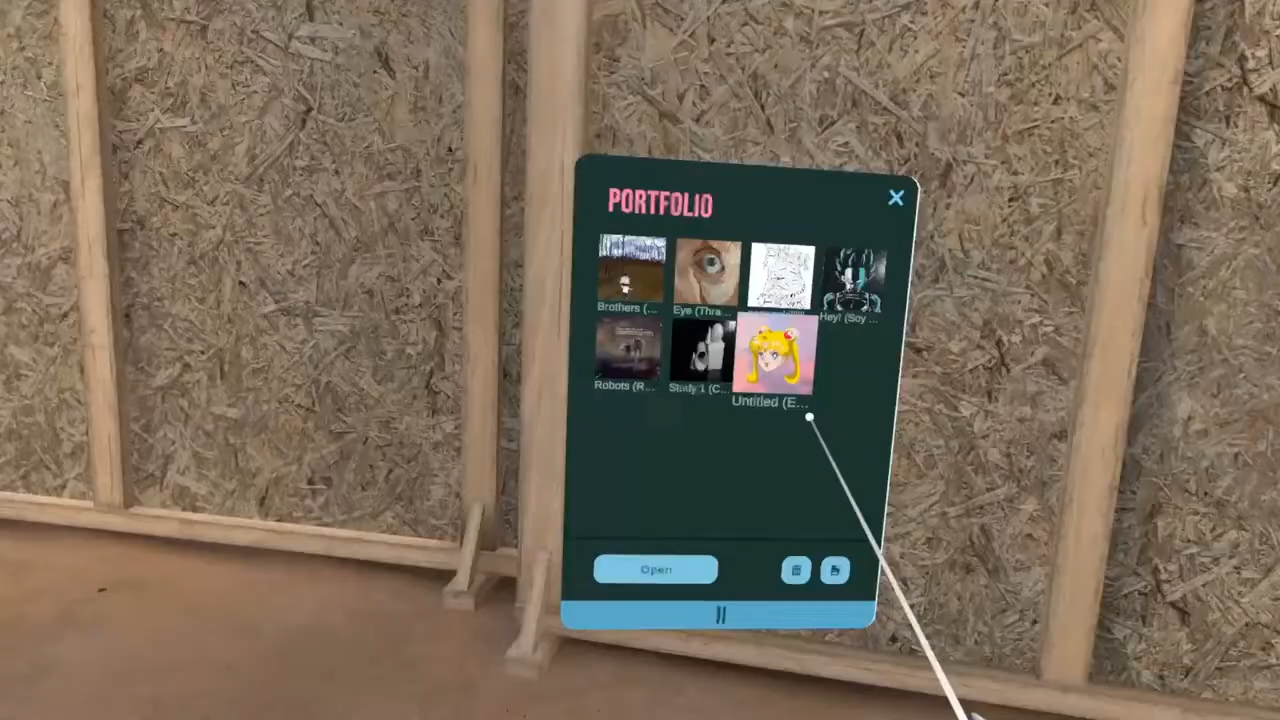 PORTFOLIO
Brothers (...
Eye (Thra...
Hey! (Soy ...
Robots (R...
Study 1 (C...
Untitled (E...
Open